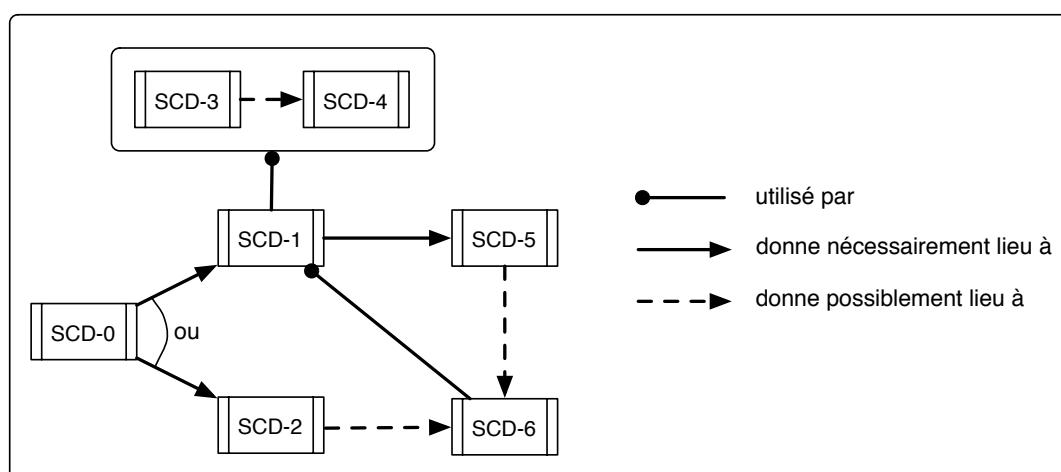 SCD-3
SCD-4
SCD-1
SCD-5
utilisé par
donne nécessairement lieu à
donne possiblement lieu à
SCD-0
ou
SCD-2
SCD-6